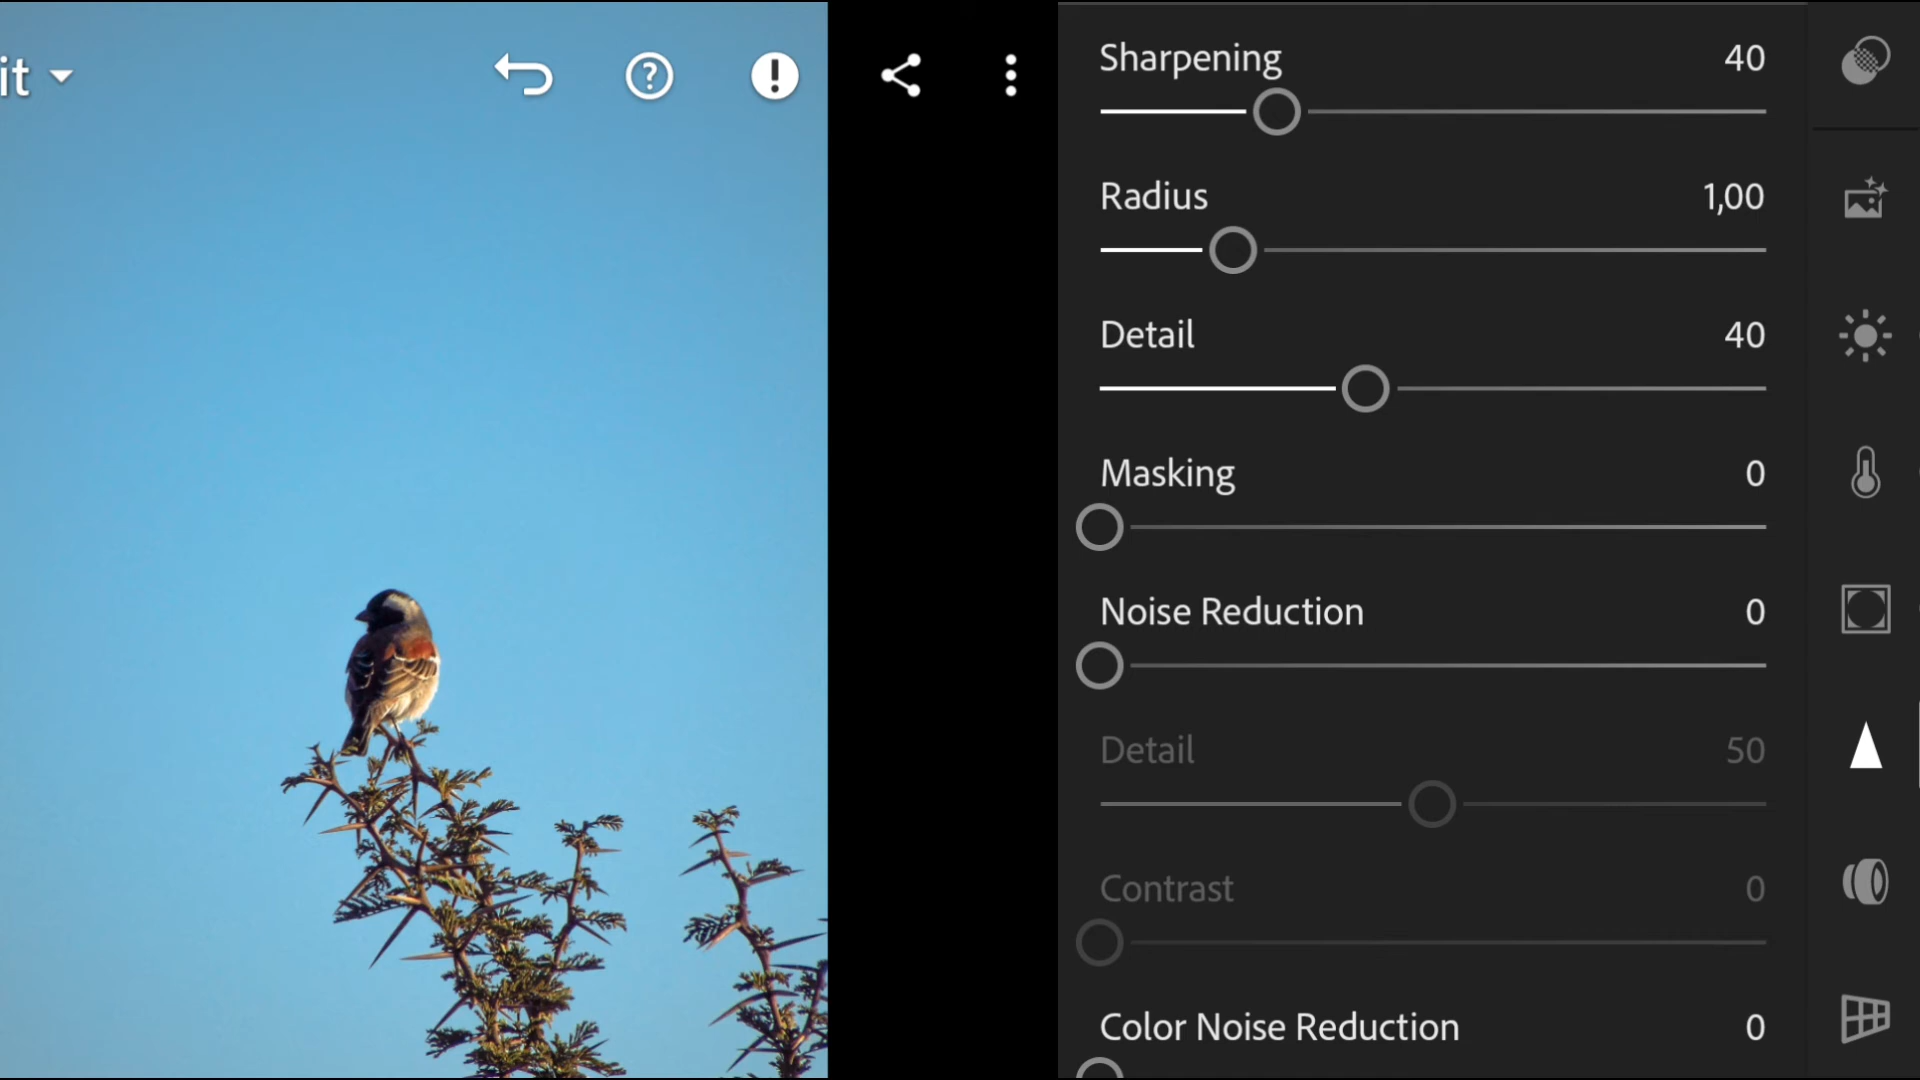 it
Sharpening 40
Radius 1,00
Detail 40
Masking 0
Noise Reduction 0
Detail 50
Contrast 0
Color Noise Reduction 0